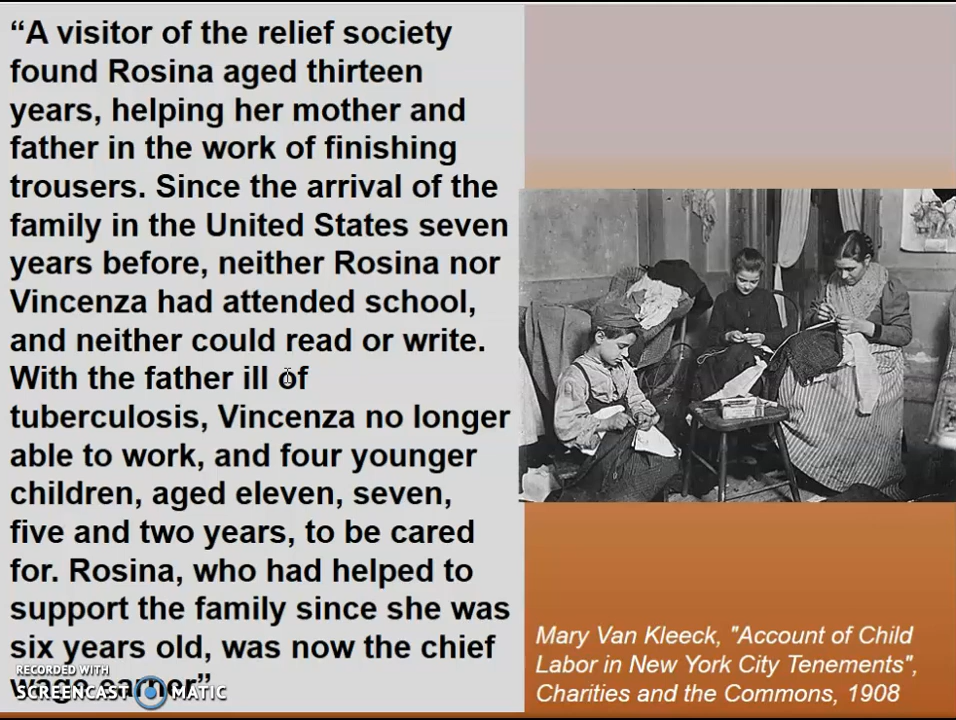 “A visitor of the relief society
found Rosina aged thirteen
years, helping her mother and
father in the work of finishing
trousers. Since the arrival of the
family in the United States seven
years before, neither Rosina nor
Vincenza had attended school,
and neither could read or write.
With the father ill of
tuberculosis, Vincenza no longer
able to work, and four younger
children, aged eleven, seven,
five and two years, to be cared
for. Rosina, who had helped to
support the family since she was
six years old, was now the chief
wage earner”
RECORDED WITH
SCREENCAST MATIC
Mary Van Kleeck, "Account of Child
Labor in New York City Tenements",
Charities and the Commons, 1908